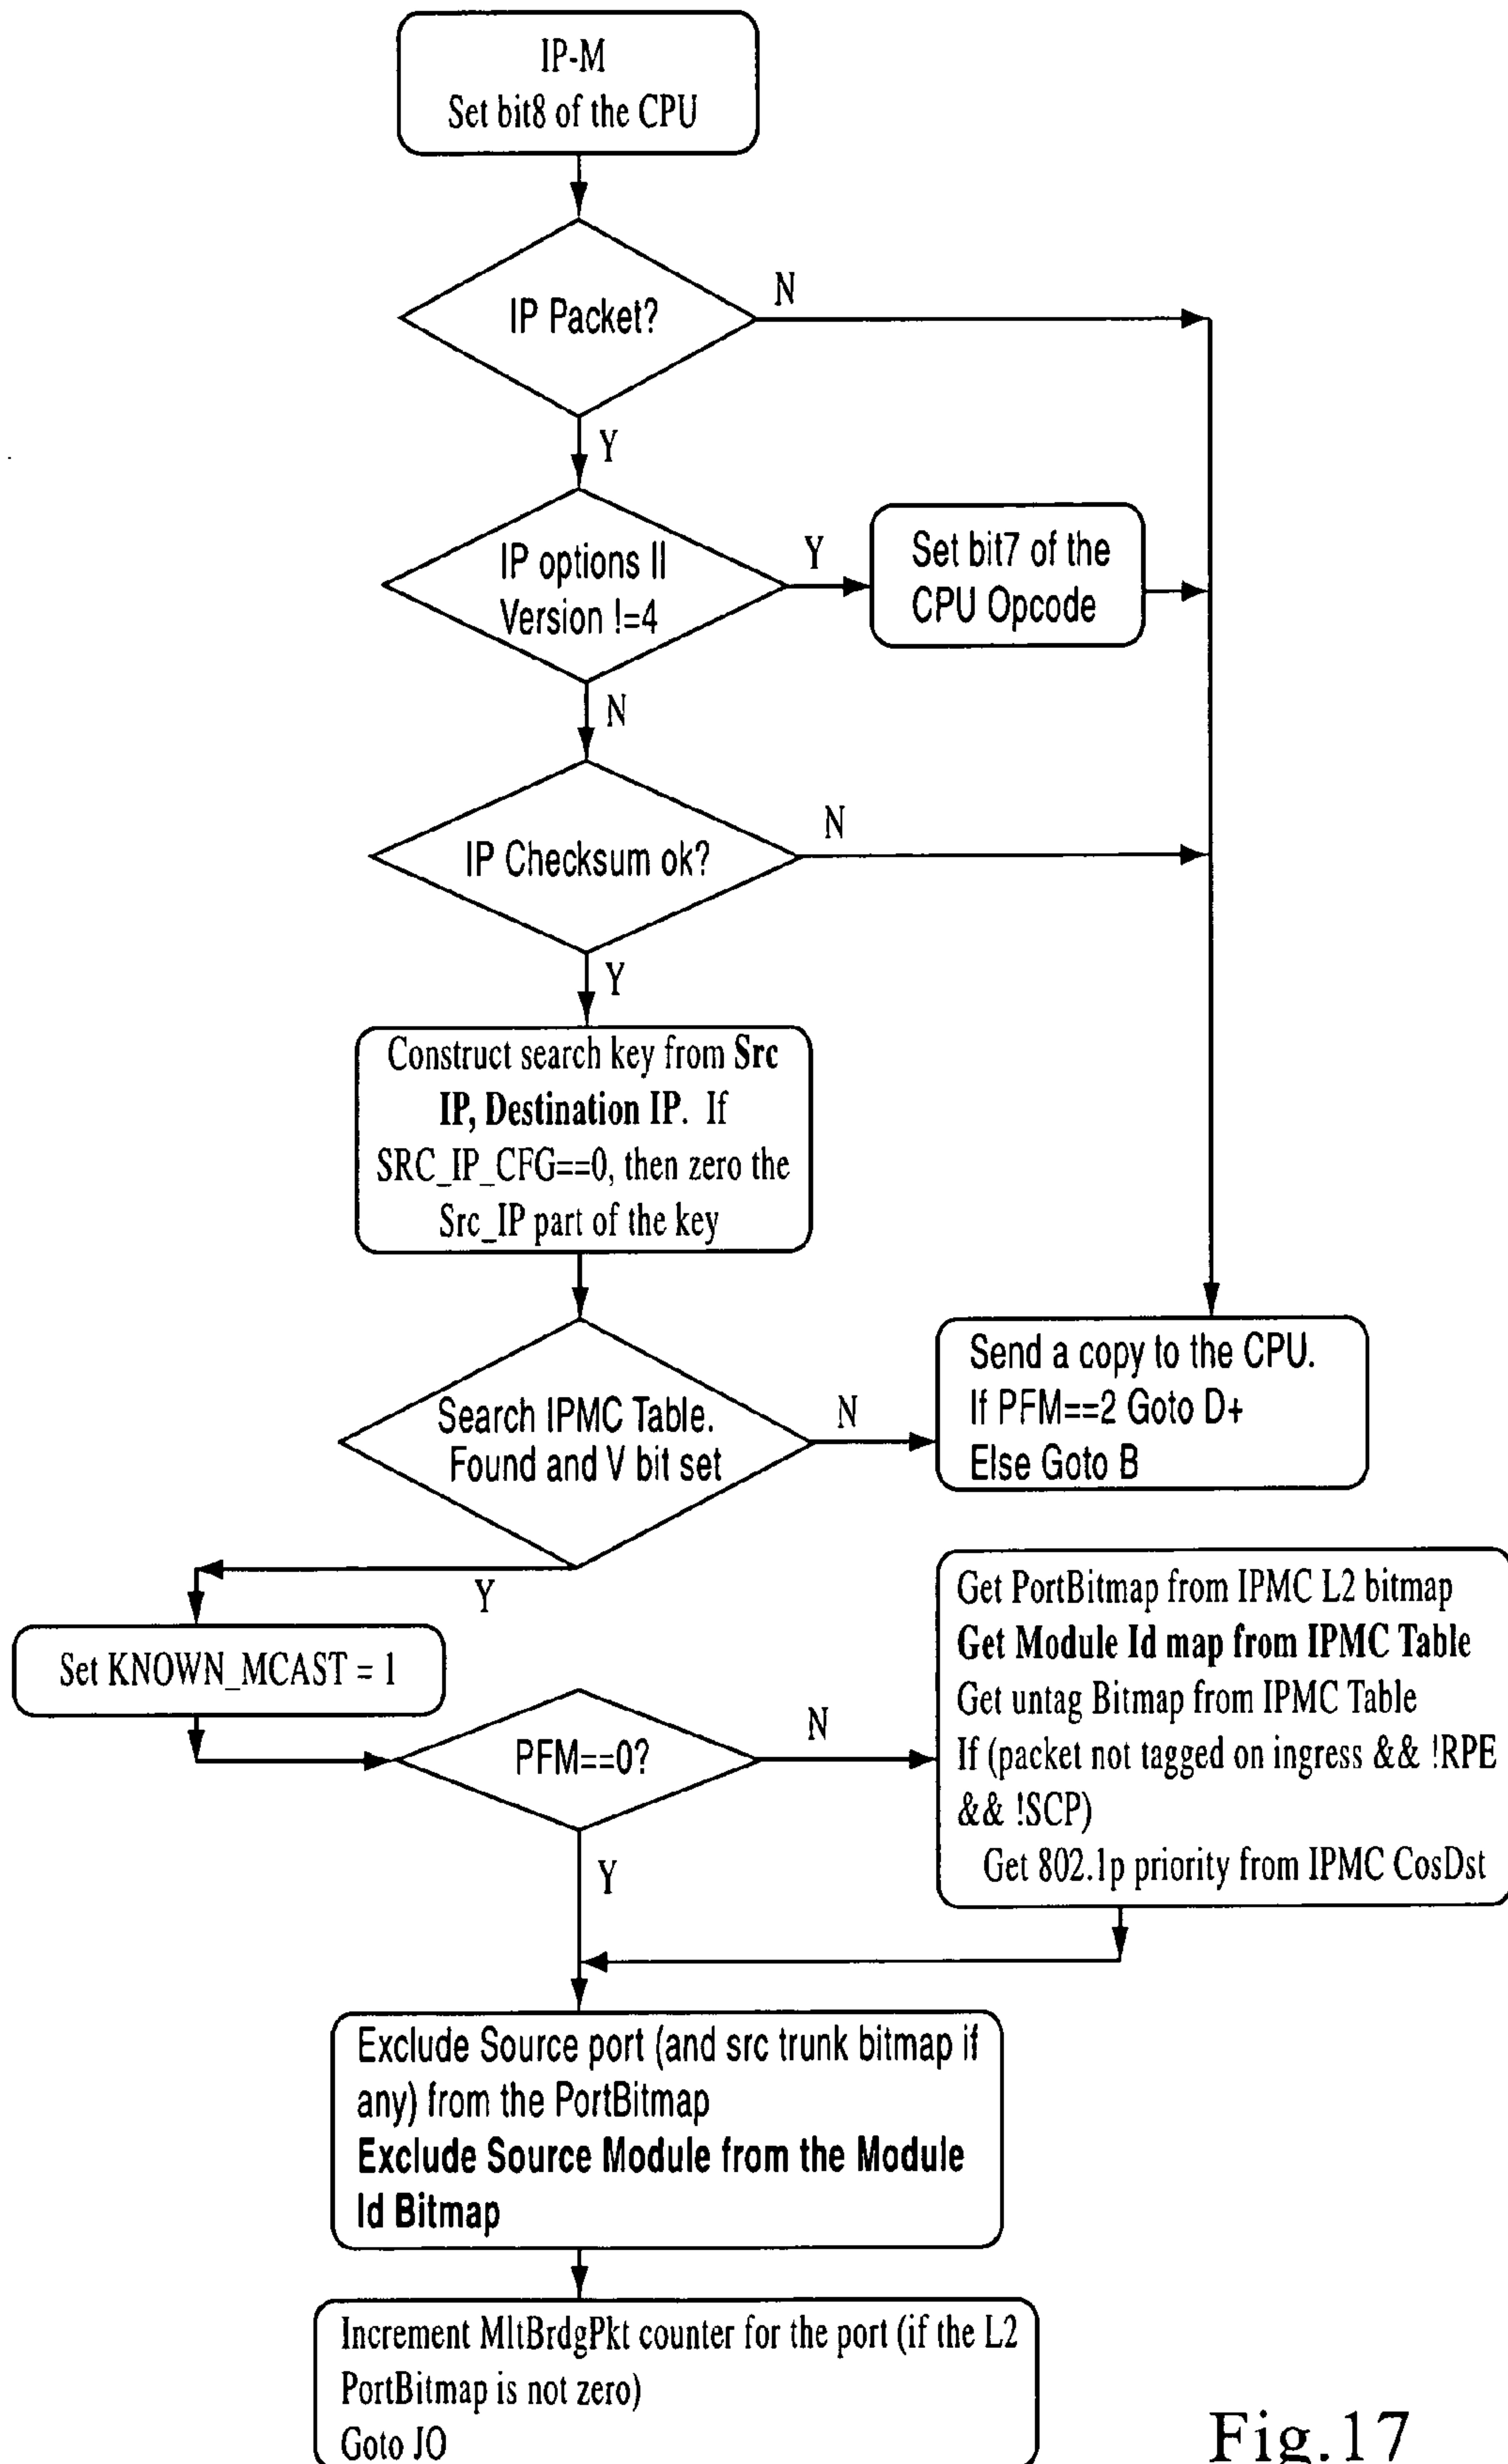 IP-M
Set bit8 of the CPU
IP Packet?
N
Y
IP options II
Version !=4
Y
Set bit7 of the
CPU Opcode
N
IP Checksum ok?
N
Y
Construct search key from Src
IP, Destination IP. If
SRC_IP_CFG==0, then zero the
Src_IP part of the key
Search IPMC Table.
Found and V bit set
N
Send a copy to the CPU.
If PFM==2 Goto D+
Else Goto B
Y
Set KNOWN_MCAST = 1
PFM==0?
N
Get PortBitmap from IPMC L2 bitmap
Get Module Id map from IPMC Table
Get untag Bitmap from IPMC Table
If (packet not tagged on ingress && !RPE
&& !SCP)
Get 802.1p priority from IPMC CosDst
Y
Exclude Source port (and src trunk bitmap if
any) from the PortBitmap
Exclude Source Module from the Module
Id Bitmap
Increment MltBrdgPkt counter for the port (if the L2
PortBitmap is not zero)
Goto JO
Fig.17